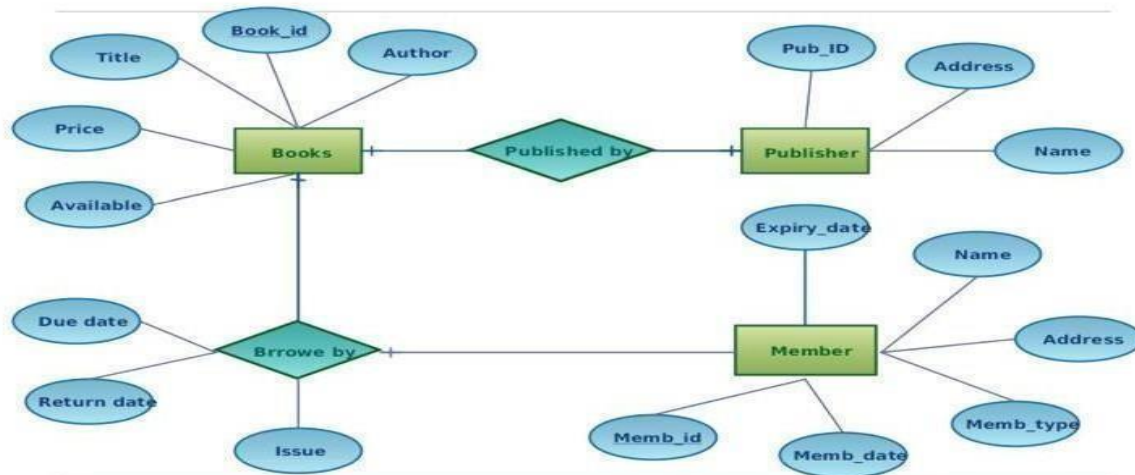 Book_id
Title
Author
Pub_ID
Address
Price
Books
Published by
Publisher
Name
Available
Expiry_date
Name
Due date
Brrowe by
Member
Address
Return date
Issue
Memb_id
Memb_date
Memb_type